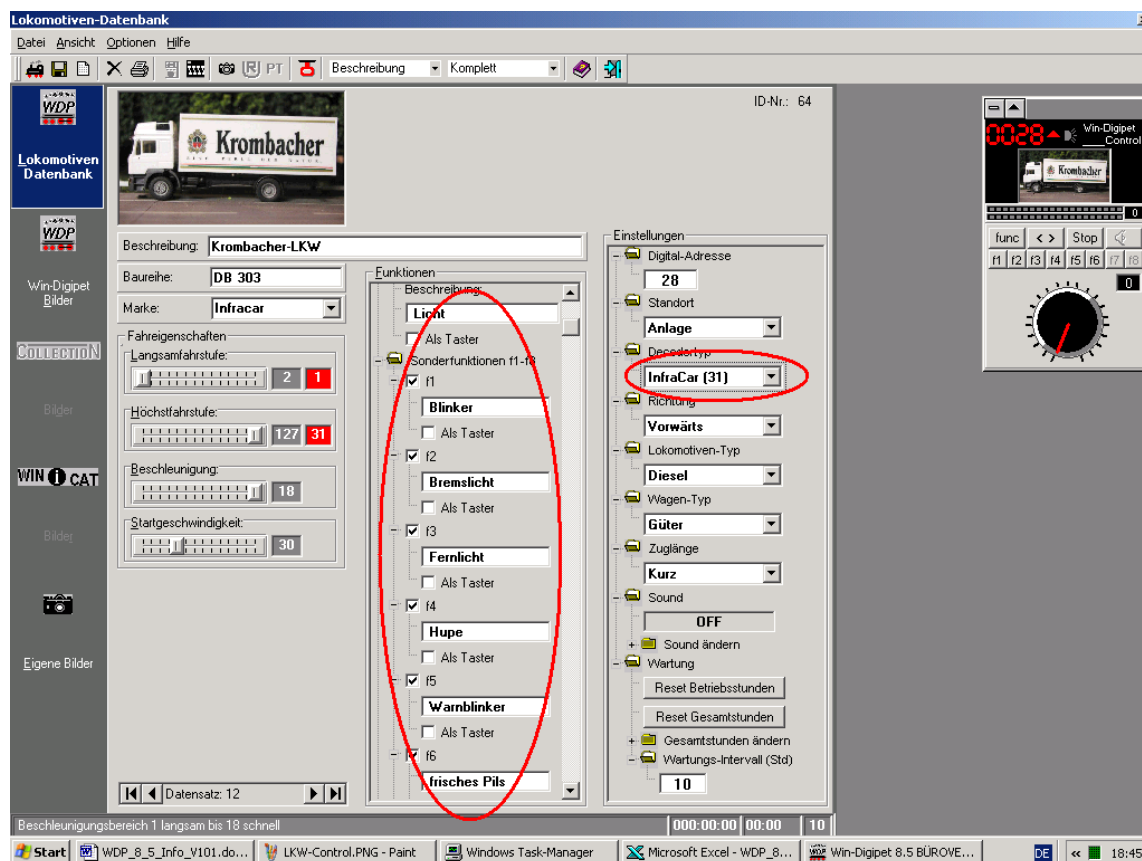 Lokomotiven-Datenbank
Datei Ansicht Optionen Hilfe
PT Beschreibung Komplett
WDP
Lokomotiven
Datenbank
WDP
Win-Digipet
Bilder
COLLECTION
Bilder
WIN CAT
Bilder
Eigene Bilder
Krombacher
ID-Nr.: 64
Beschreibung: Krombacher-LKW
Baureihe: DB 303
Marke: Infracar
Fahreigenschaften
Langsamfahrstufe:
2 1
Höchstfahrstufe:
127 31
Beschleunigung:
18
Startgeschwindigkeit:
30
Datensatz: 12
Funktionen
Beschreibung:
Licht
Als Taster
Sonderfunktionen f1-f8
f1
Blinker
Als Taster
f2
Bremslicht
Als Taster
f3
Fernlicht
Als Taster
f4
Hupe
Als Taster
f5
Warnblinker
Als Taster
f6
frisches Pils
Einstellungen
Digital-Adresse
28
Standort
Anlage
Decodertyp
InfraCar (31)
Richtung
Vorwärts
Lokomotiven-Typ
Diesel
Wagen-Typ
Güter
Zuglänge
Kurz
Sound
OFF
Sound ändern
Wartung
Reset Betriebsstunden
Reset Gesamtstunden
Gesamtstunden ändern
Wartungs-Intervall (Std)
10
0028 Win-Digipet
Control
Krombacher
0
func < > Stop
f1 f2 f3 f4 f5 f6 f7 f8
0
Beschleunigungsbereich 1 langsam bis 18 schnell 000:00:00 00:00 10
Start WDP_8_5_Info_V101.do... LKW-Control.PNG - Paint Windows Task-Manager Microsoft Excel - WDP_8... Win-Digipet 8.5 BÜROVE... DE « 18:45